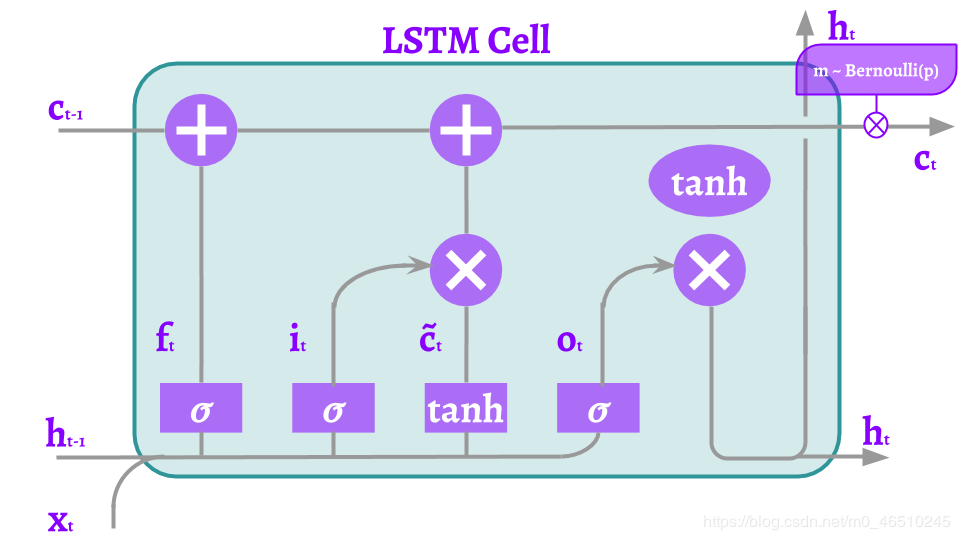 LSTM Cell
hₜ
m ~ Bernoulli(p)
cₜ₋₁
cₜ
tanh
fₜ
iₜ
c̃ₜ
oₜ
σ
σ
tanh
σ
hₜ₋₁
hₜ
xₜ
https://blog.csdn.net/m0_46510245